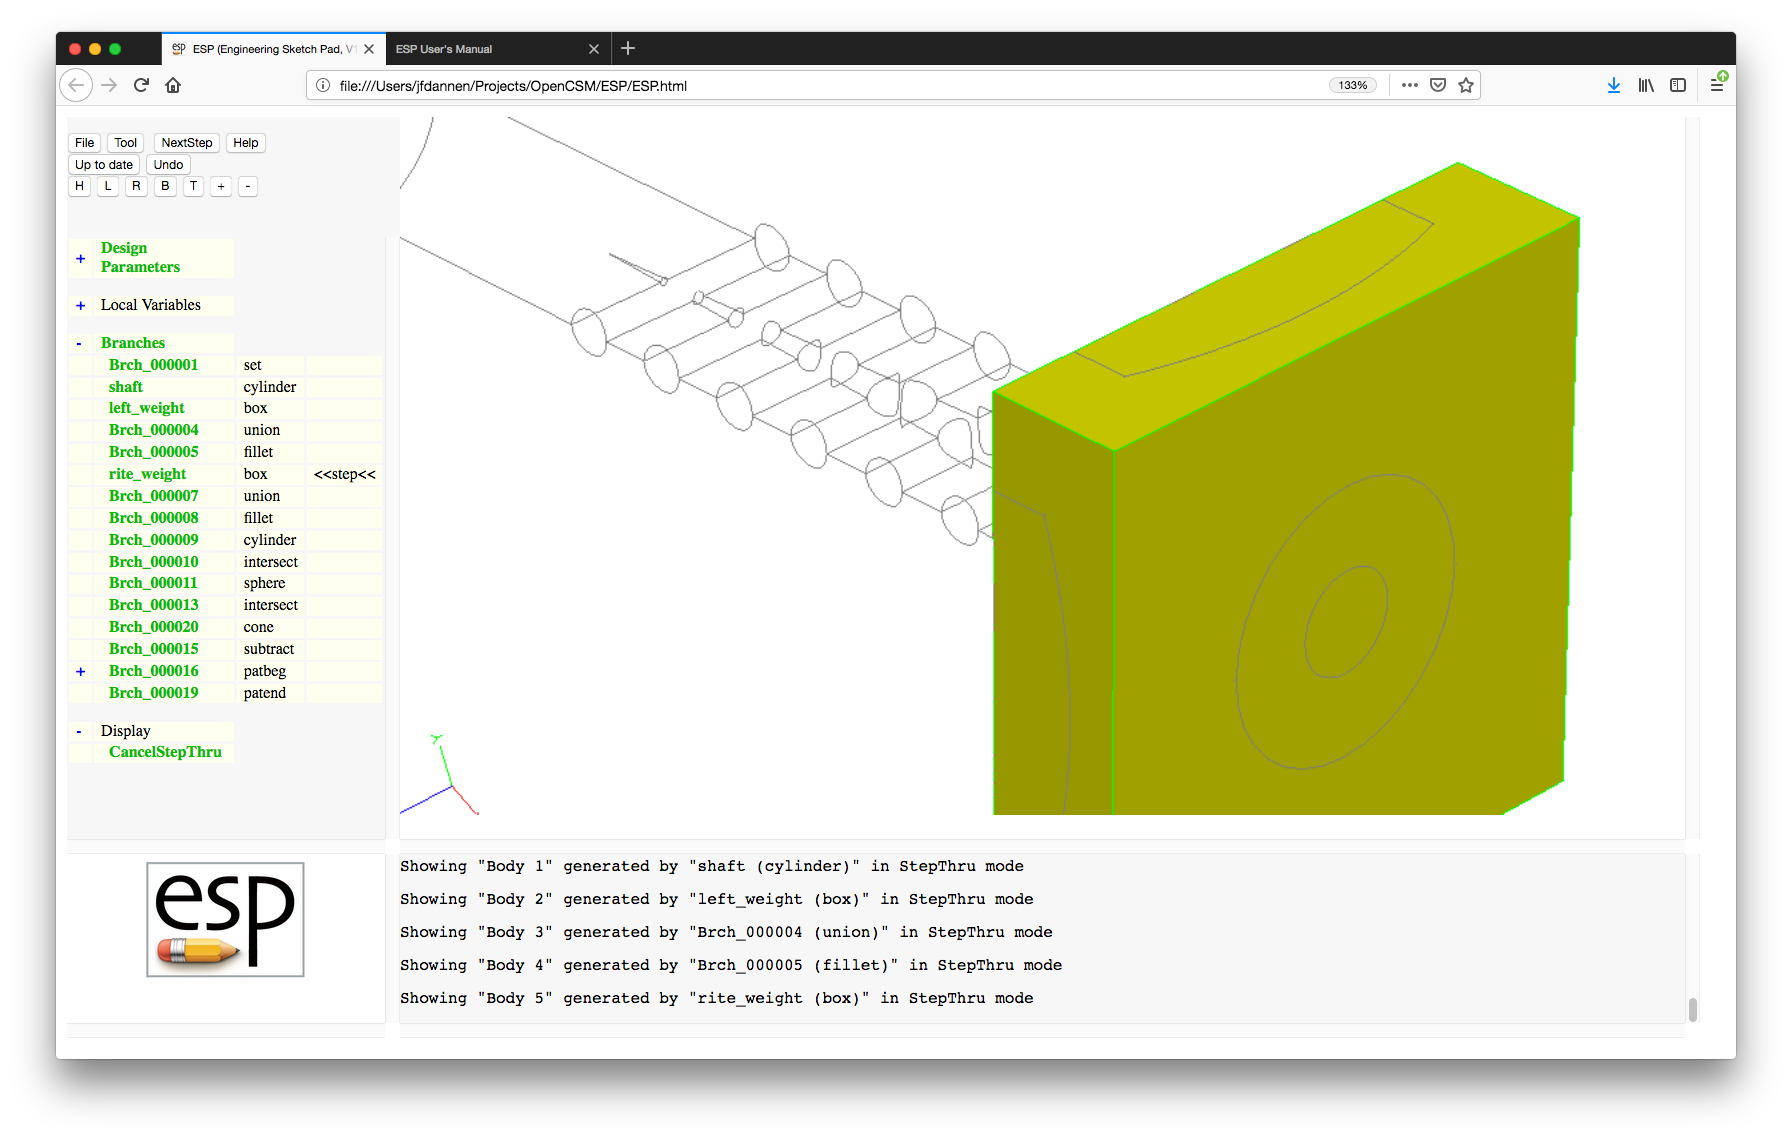 ESP (Engineering Sketch Pad, V1
ESP User's Manual
file:///Users/jfdannen/Projects/OpenCSM/ESP/ESP.html 133%
File Tool NextStep Help
Up to date Undo
H L R B T + -
+ Design
Parameters
+ Local Variables
- Branches
Brch_000001 set
shaft cylinder
left_weight box
Brch_000004 union
Brch_000005 fillet
rite_weight box <<step<<
Brch_000007 union
Brch_000008 fillet
Brch_000009 cylinder
Brch_000010 intersect
Brch_000011 sphere
Brch_000013 intersect
Brch_000020 cone
Brch_000015 subtract
+ Brch_000016 patbeg
Brch_000019 patend
- Display
CancelStepThru
esp
Showing "Body 1" generated by "shaft (cylinder)" in StepThru mode
Showing "Body 2" generated by "left_weight (box)" in StepThru mode
Showing "Body 3" generated by "Brch_000004 (union)" in StepThru mode
Showing "Body 4" generated by "Brch_000005 (fillet)" in StepThru mode
Showing "Body 5" generated by "rite_weight (box)" in StepThru mode